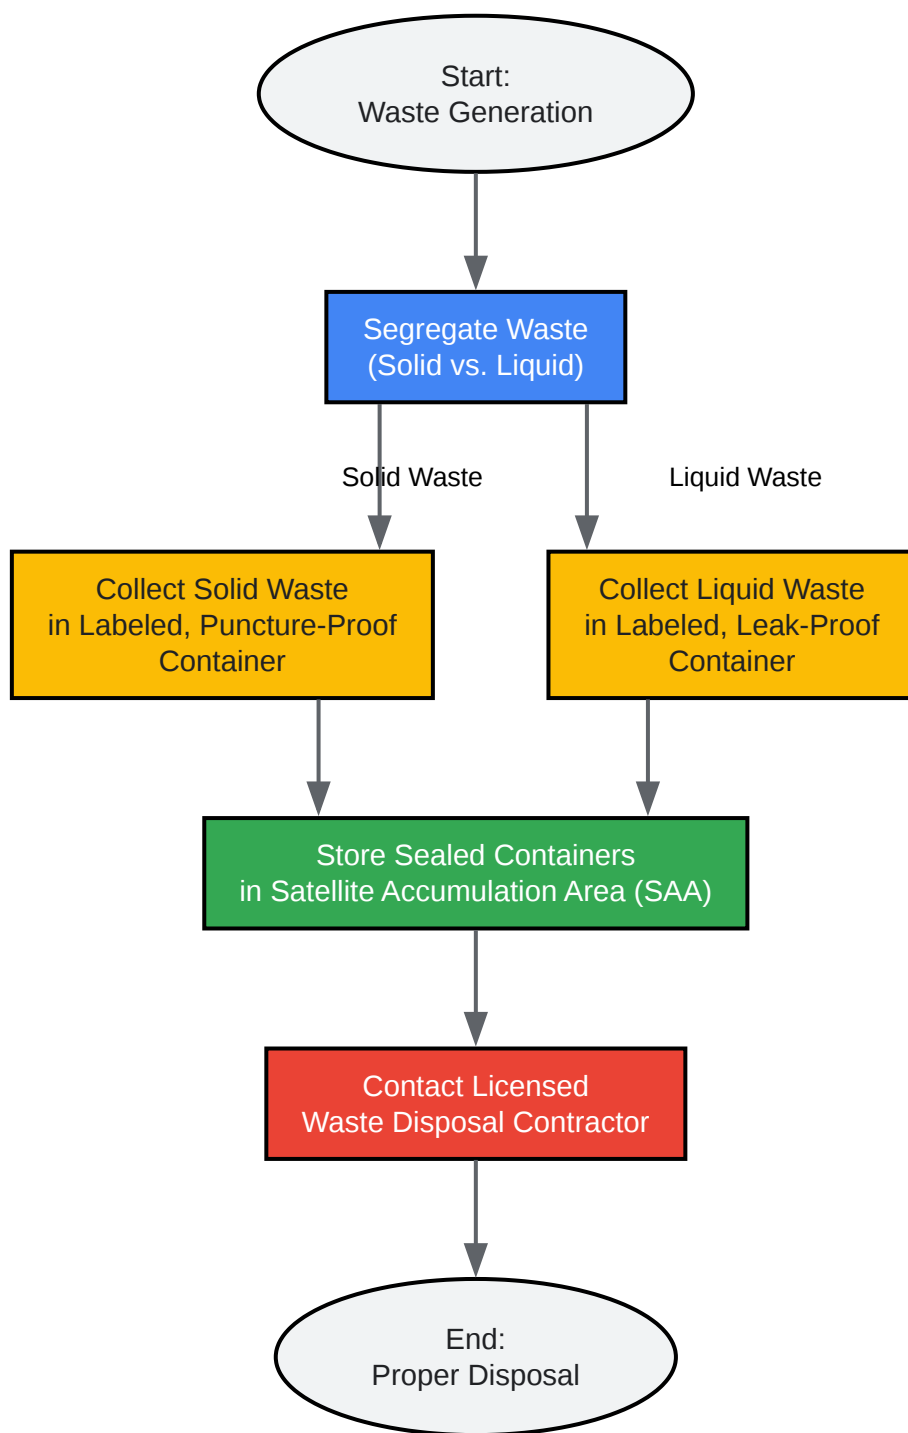 Start:
Waste Generation
Segregate Waste
(Solid vs. Liquid)
Solid Waste
Liquid Waste
Collect Solid Waste
in Labeled, Puncture-Proof
Container
Collect Liquid Waste
in Labeled, Leak-Proof
Container
Store Sealed Containers
in Satellite Accumulation Area (SAA)
Contact Licensed
Waste Disposal Contractor
End:
Proper Disposal